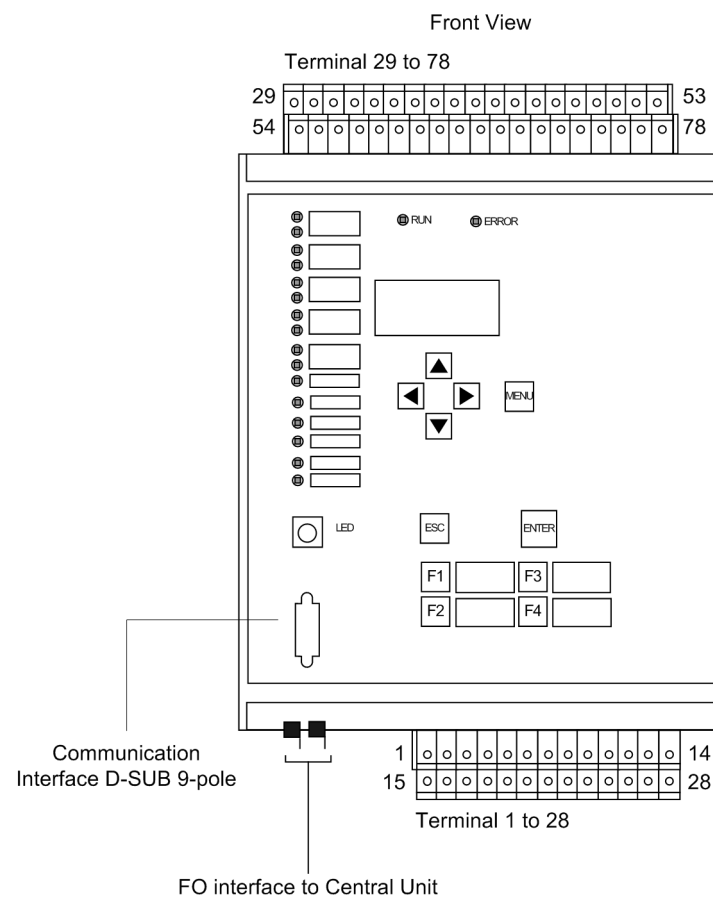 Front View
Terminal 29 to 78
29
53
54
78
RUN
ERROR
MENU
LED
ESC
ENTER
F1
F3
F2
F4
Communication
Interface D-SUB 9-pole
1
14
15
28
Terminal 1 to 28
FO interface to Central Unit